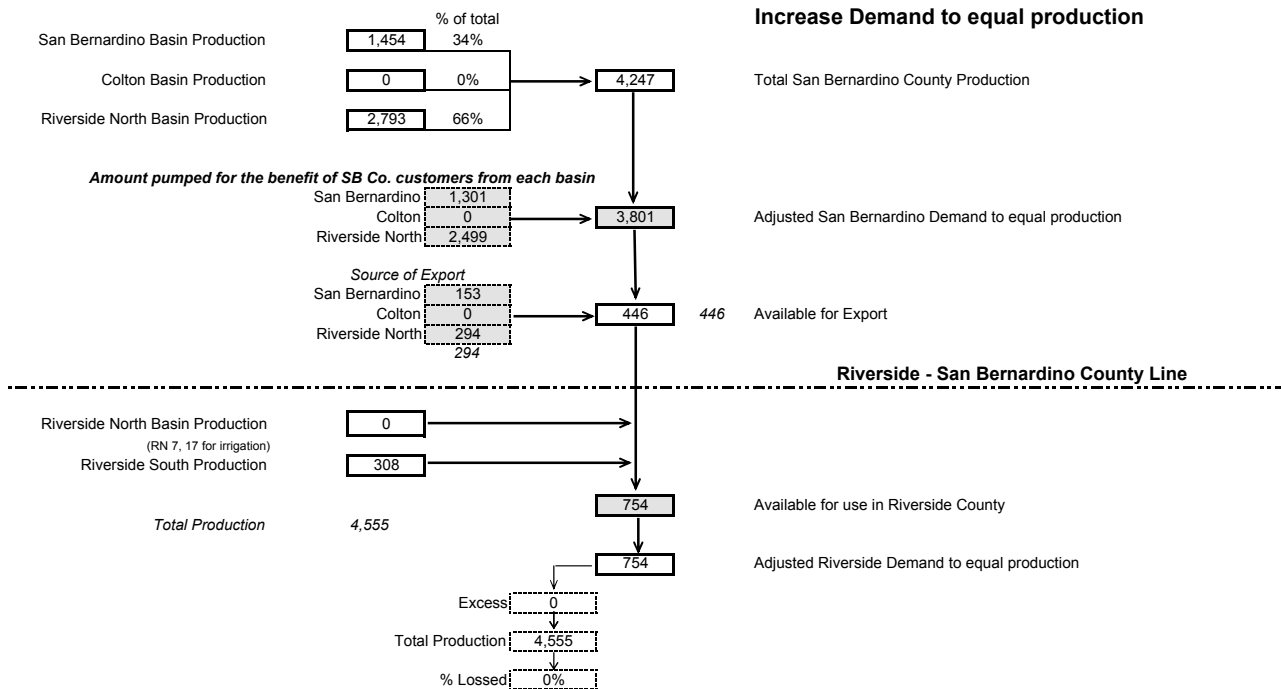 % of total
Increase Demand to equal production
San Bernardino Basin Production 1,454 34%
Colton Basin Production 0 0% 4,247 Total San Bernardino County Production
Riverside North Basin Production 2,793 66%
Amount pumped for the benefit of SB Co. customers from each basin
San Bernardino 1,301
Colton 0 3,801 Adjusted San Bernardino Demand to equal production
Riverside North 2,499
Source of Export
San Bernardino 153
Colton 0 446 446 Available for Export
Riverside North 294
294
Riverside - San Bernardino County Line
Riverside North Basin Production 0
(RN 7, 17 for irrigation)
Riverside South Production 308
754 Available for use in Riverside County
Total Production 4,555
754 Adjusted Riverside Demand to equal production
Excess 0
Total Production 4,555
% Lossed 0%